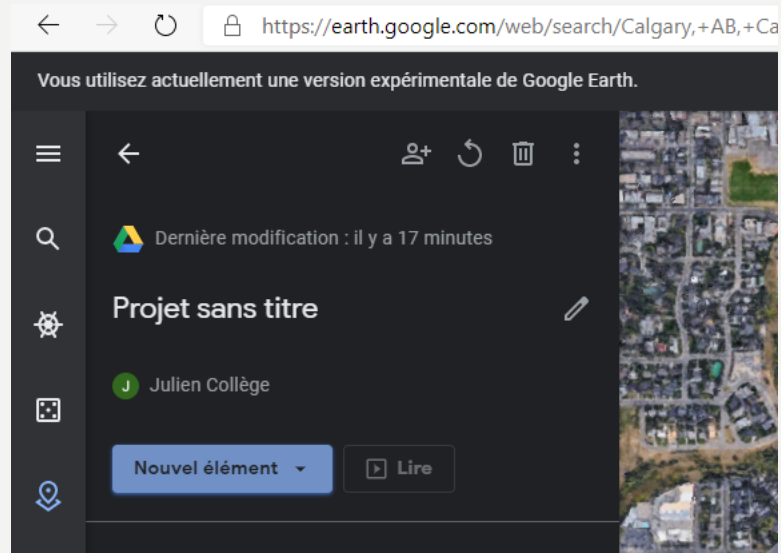 https://earth.google.com/web/search/Calgary,+AB,+Ca
Vous utilisez actuellement une version expérimentale de Google Earth.
Dernière modification : il y a 17 minutes
Projet sans titre
J Julien Collège
Nouvel élément Lire